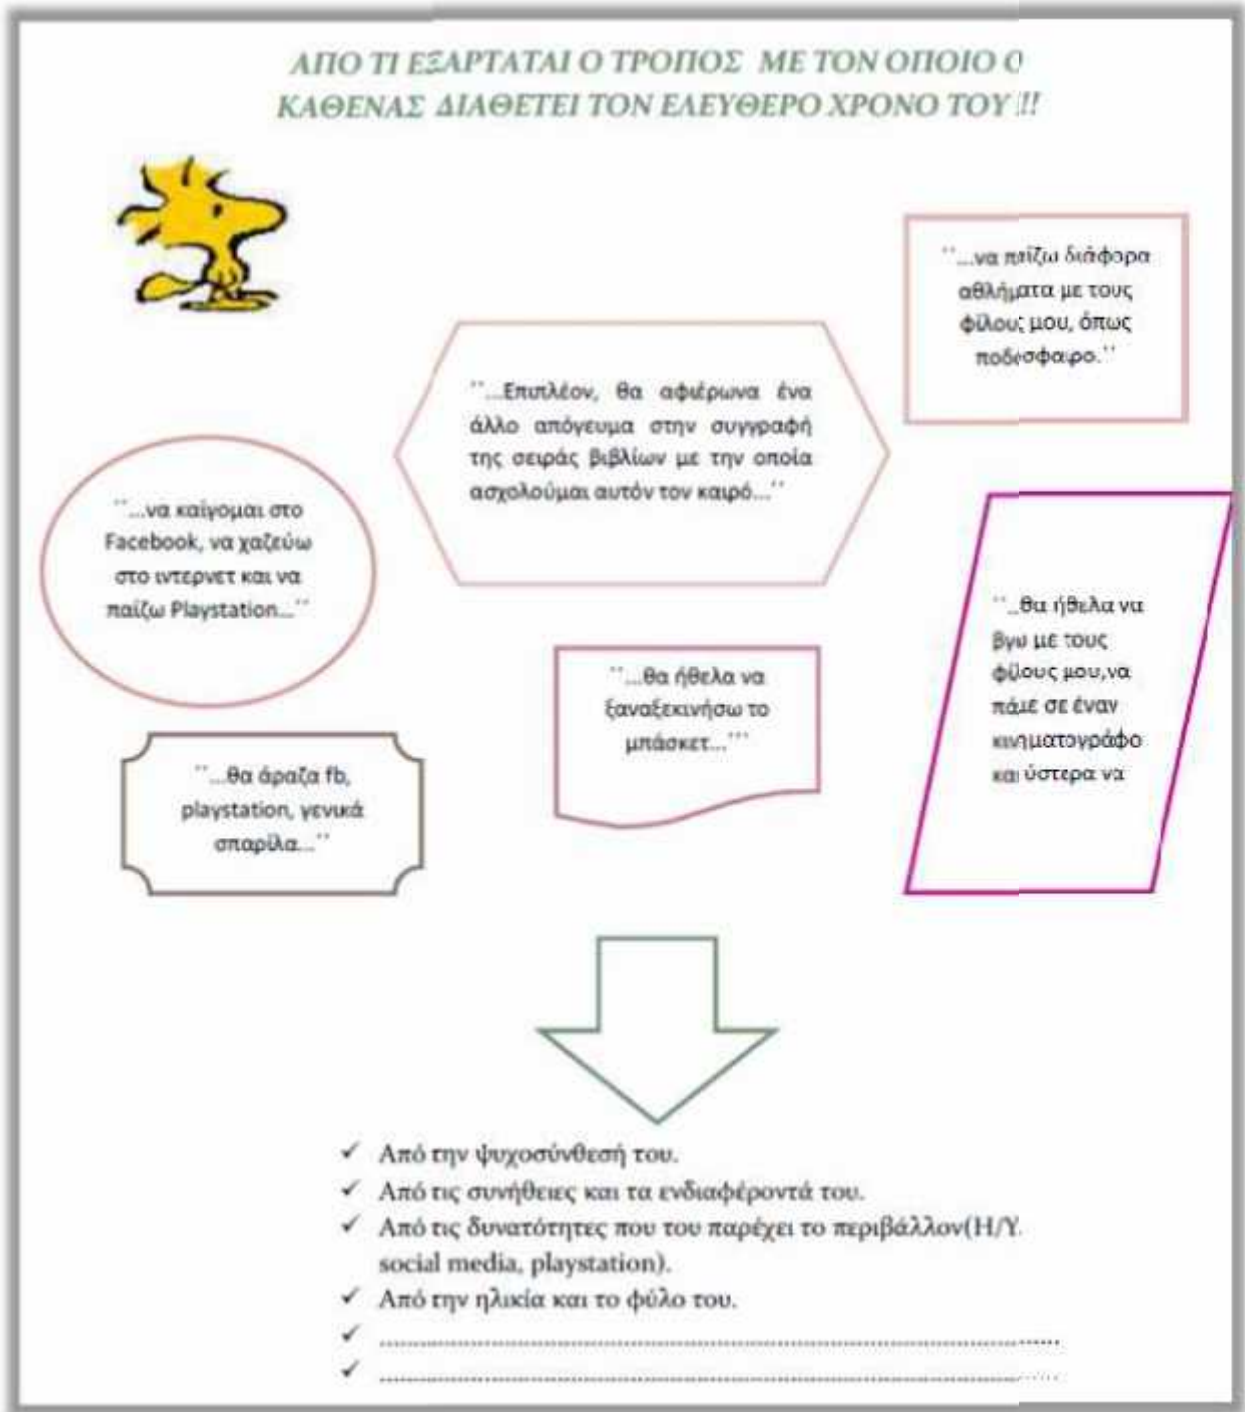 ΑΠΟ ΤΙ ΕΞΑΡΤΑΤΑΙ Ο ΤΡΟΠΟΣ ΜΕ ΤΟΝ ΟΠΟΙΟ Ο
ΚΑΘΕΝΑΣ ΔΙΑΘΕΤΕΙ ΤΟΝ ΕΛΕΥΘΕΡΟ ΧΡΟΝΟ ΤΟΥ !!!
΄΄...να παίζω διάφορα
αθλήματα με τους
φίλους μου, όπως
ποδόσφαιρο.΄΄
΄΄...Επιπλέον, θα αφιέρωνα ένα
άλλο απόγευμα στην συγγραφή
της σειράς βιβλίων με την οποία
ασχολούμαι αυτόν τον καιρό...΄΄
΄΄...να καίγομαι στο
Facebook, να χαζεύω
στο ιντερνετ και να
παίζω Playstation...΄΄
΄΄...θα ήθελα να
βγω με τους
φίλους μου,να
πάμε σε έναν
κινηματογράφο
και ύστερα να
΄΄...θα ήθελα να
ξαναξεκινήσω το
μπάσκετ...΄΄΄
΄΄...θα άραζα fb,
playstation, γενικά
σπαρίλα...΄΄
✓ Από την ψυχοσύνθεσή του.
✓ Από τις συνήθειες και τα ενδιαφέροντά του.
✓ Από τις δυνατότητες που του παρέχει το περιβάλλον(Η/Υ.
social media, playstation).
✓ Από την ηλικία και το φύλο του.
✓ ....................................................................
✓ ....................................................................